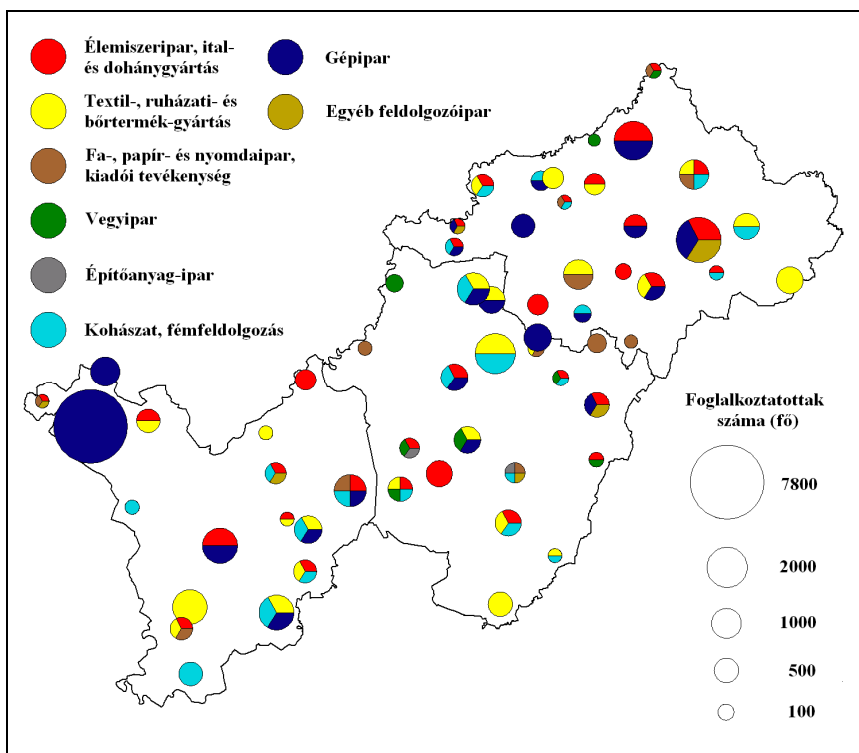 Élemiszeripar, ital-
és dohánygyártás
Textil-, ruházati- és
bőrtermék-gyártás
Fa-, papír- és nyomdaipar,
kiadói tevékenység
Vegyipar
Építőanyag-ipar
Kohászat, fémfeldolgozás
Gépipar
Egyéb feldolgozóipar
Foglalkoztatottak
száma (fő)
7800
2000
1000
500
100